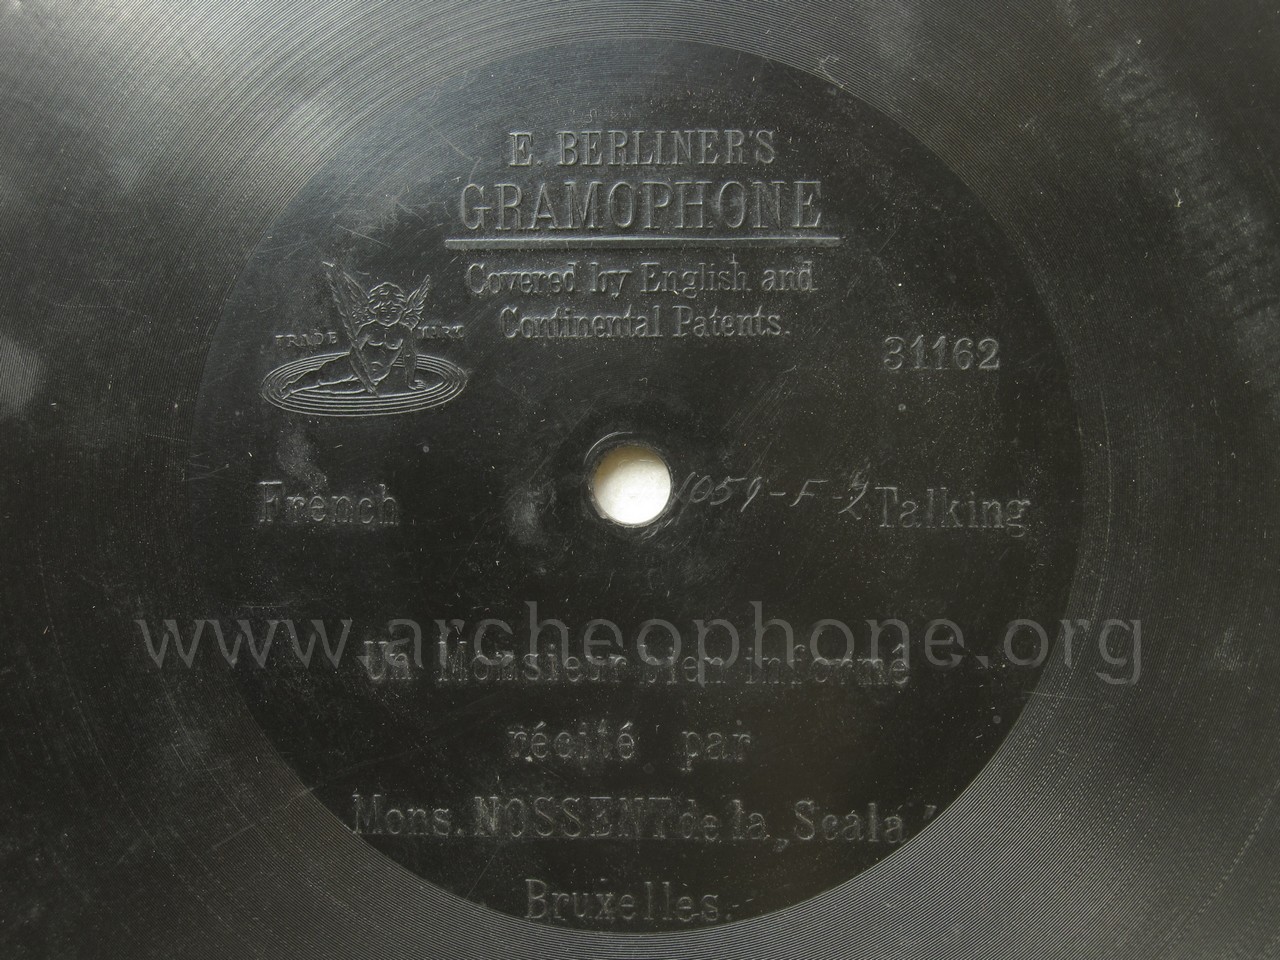 E. BERLINER'S
GRAMOPHONE
Covered by English and
Continental Patents.
TRADE MARK
31162
French
Talking
www.archeophone.org
Un Monsieur bien informé
récité par
Mons. NOSSENT de la „Scala"
Bruxelles.